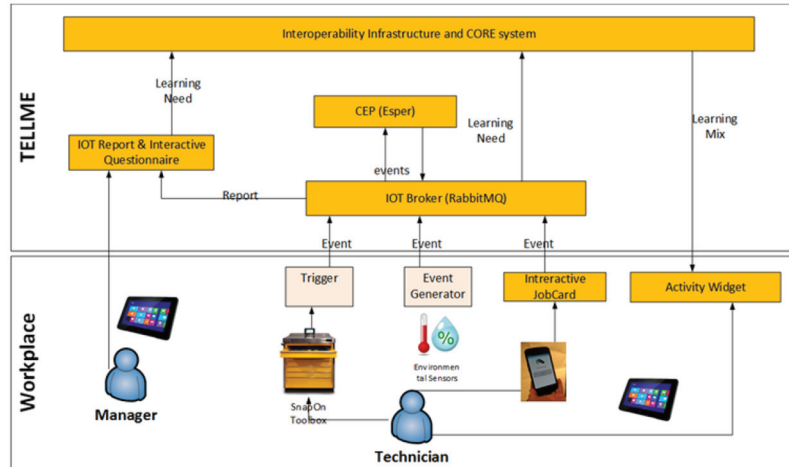 Interoperability Infrastructure and CORE system
TELLME
Learning
Need
CEP (Esper)
Learning
Need
Learning
Mix
IOT Report & Interactive
Questionnaire
events
Report
IOT Broker (RabbitMQ)
Event
Event
Event
Workplace
Trigger
Event
Generator
Intreractive
JobCard
Activity Widget
%
Environmen
tal Sensors
Manager
SnapOn
Toolbox
Technician